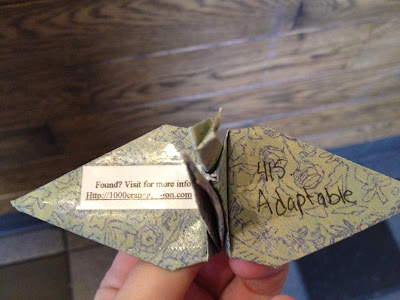 Found? Visit for more info
415
Adaptable